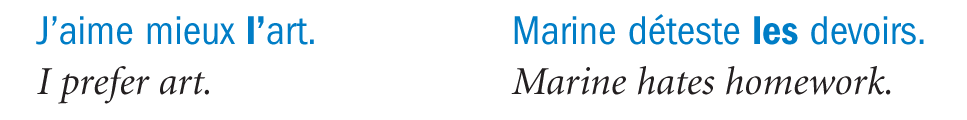 J’aime mieux l’art.
I prefer art.
Marine déteste les devoirs.
Marine hates homework.